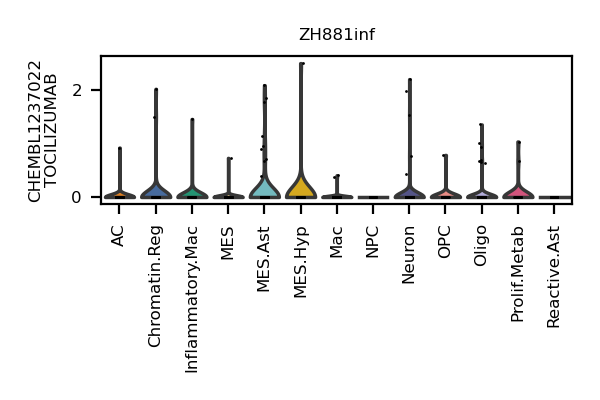 ZH881inf
CHEMBL1237022
TOCILIZUMAB
2
0
AC
Chromatin.Reg
Inflammatory.Mac
MES
MES.Ast
MES.Hyp
Mac
NPC
Neuron
OPC
Oligo
Prolif.Metab
Reactive.Ast